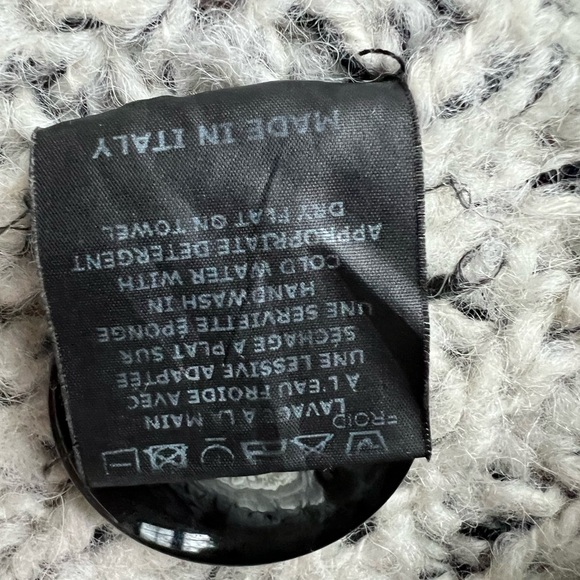 FROID
LAVAGE À LA MAIN
À L'EAU FROIDE AVEC
UNE LESSIVE ADAPTÉE
SÉCHAGE À PLAT SUR
UNE SERVIETTE ÉPONGE
HAND WASH IN
COLD WATER WITH
APPROPRIATE DETERGENT
DRY FLAT ON TOWEL
MADE IN ITALY